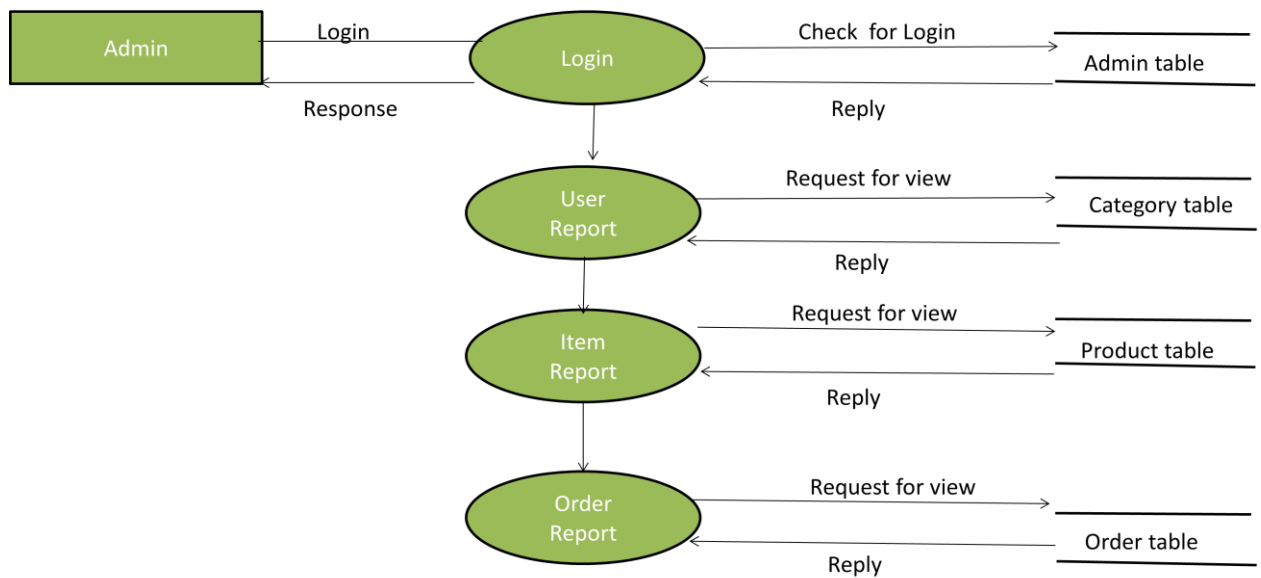 Admin
Login
Login
Check for Login
Admin table
Response
Reply
User
Report
Request for view
Category table
Reply
Item
Report
Request for view
Product table
Reply
Order
Report
Request for view
Order table
Reply